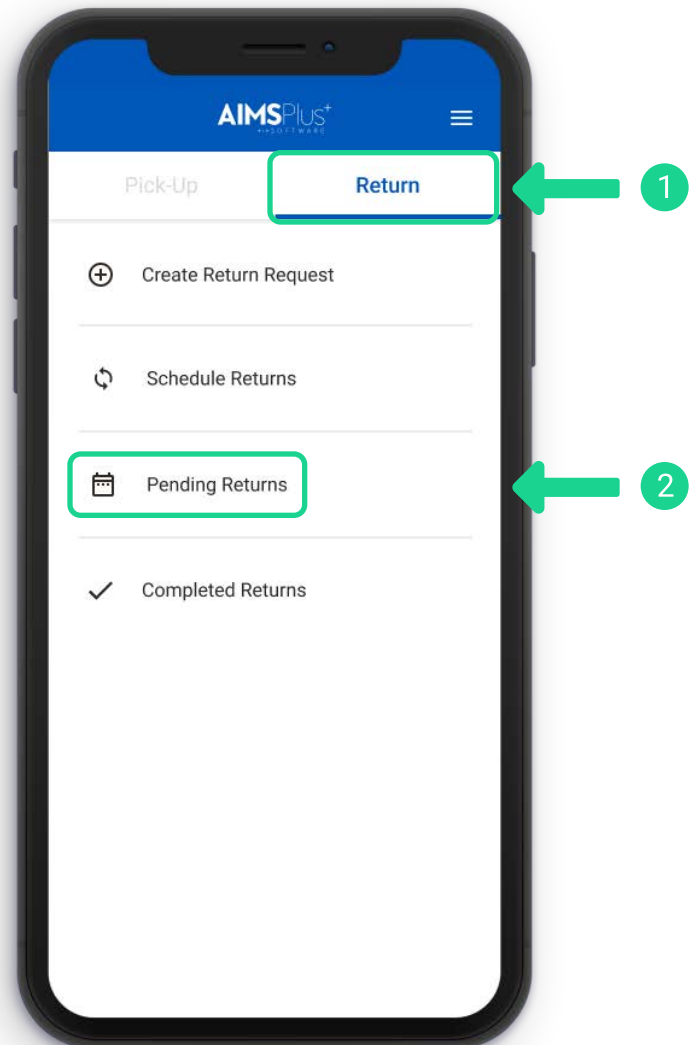 AIMSPlus+
SOFTWARE
Pick-Up
Return
1
Create Return Request
Schedule Returns
Pending Returns
2
Completed Returns